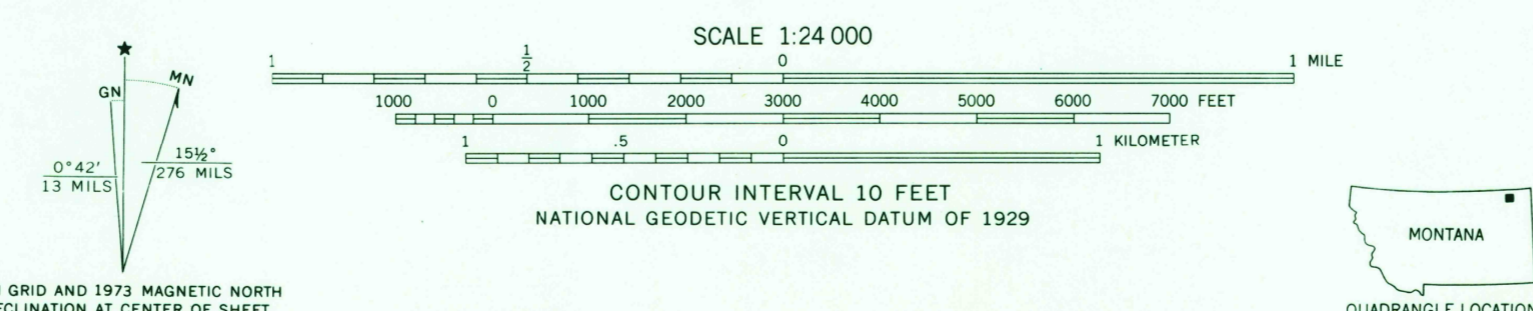 SCALE 1:24 000
1 1/2 0 1 MILE
1000 0 1000 2000 3000 4000 5000 6000 7000 FEET
1 .5 0 1 KILOMETER
CONTOUR INTERVAL 10 FEET
NATIONAL GEODETIC VERTICAL DATUM OF 1929
★
GN
MN
0°42′
13 MILS
15½°
276 MILS
GRID AND 1973 MAGNETIC NORTH
ECLINATION AT CENTER OF SHEET
MONTANA
QUADRANGLE LOCATION